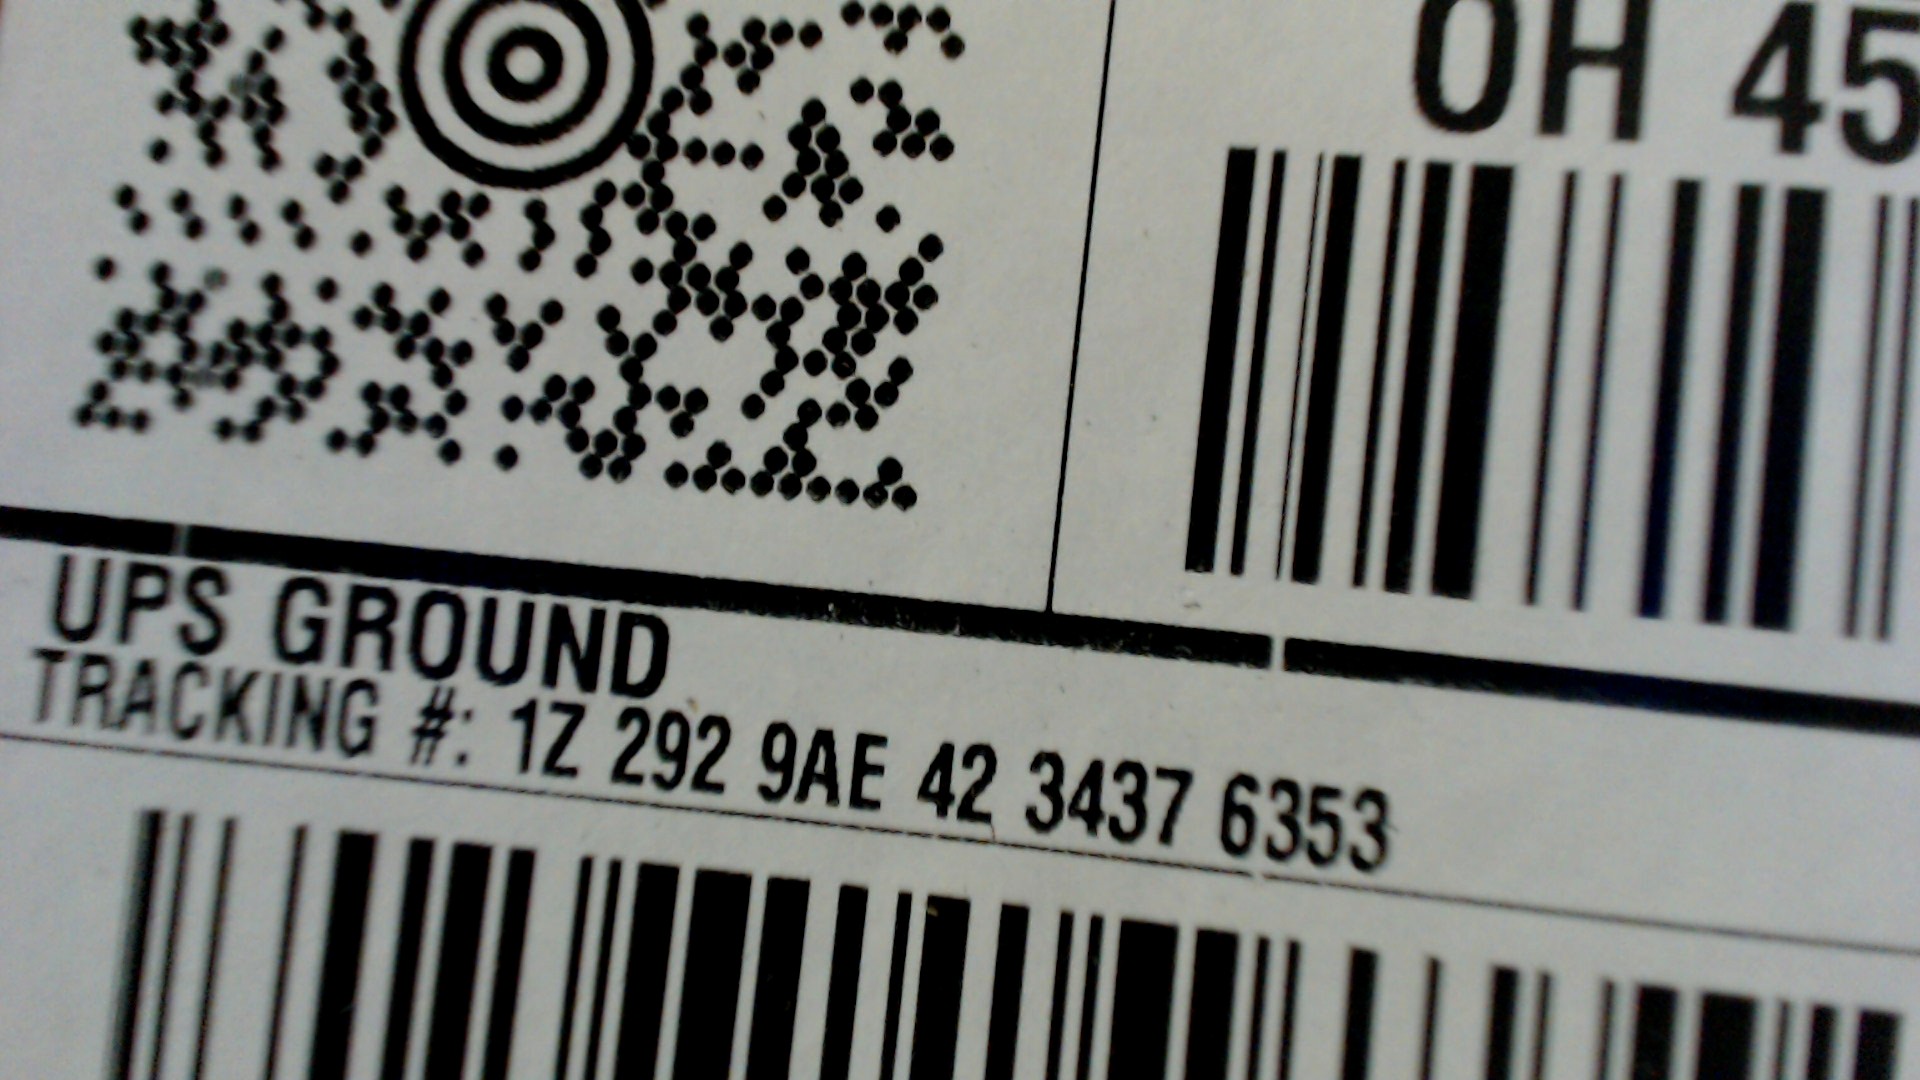 OH 45
UPS GROUND
TRACKING #: 1Z 292 9AE 42 3437 6353